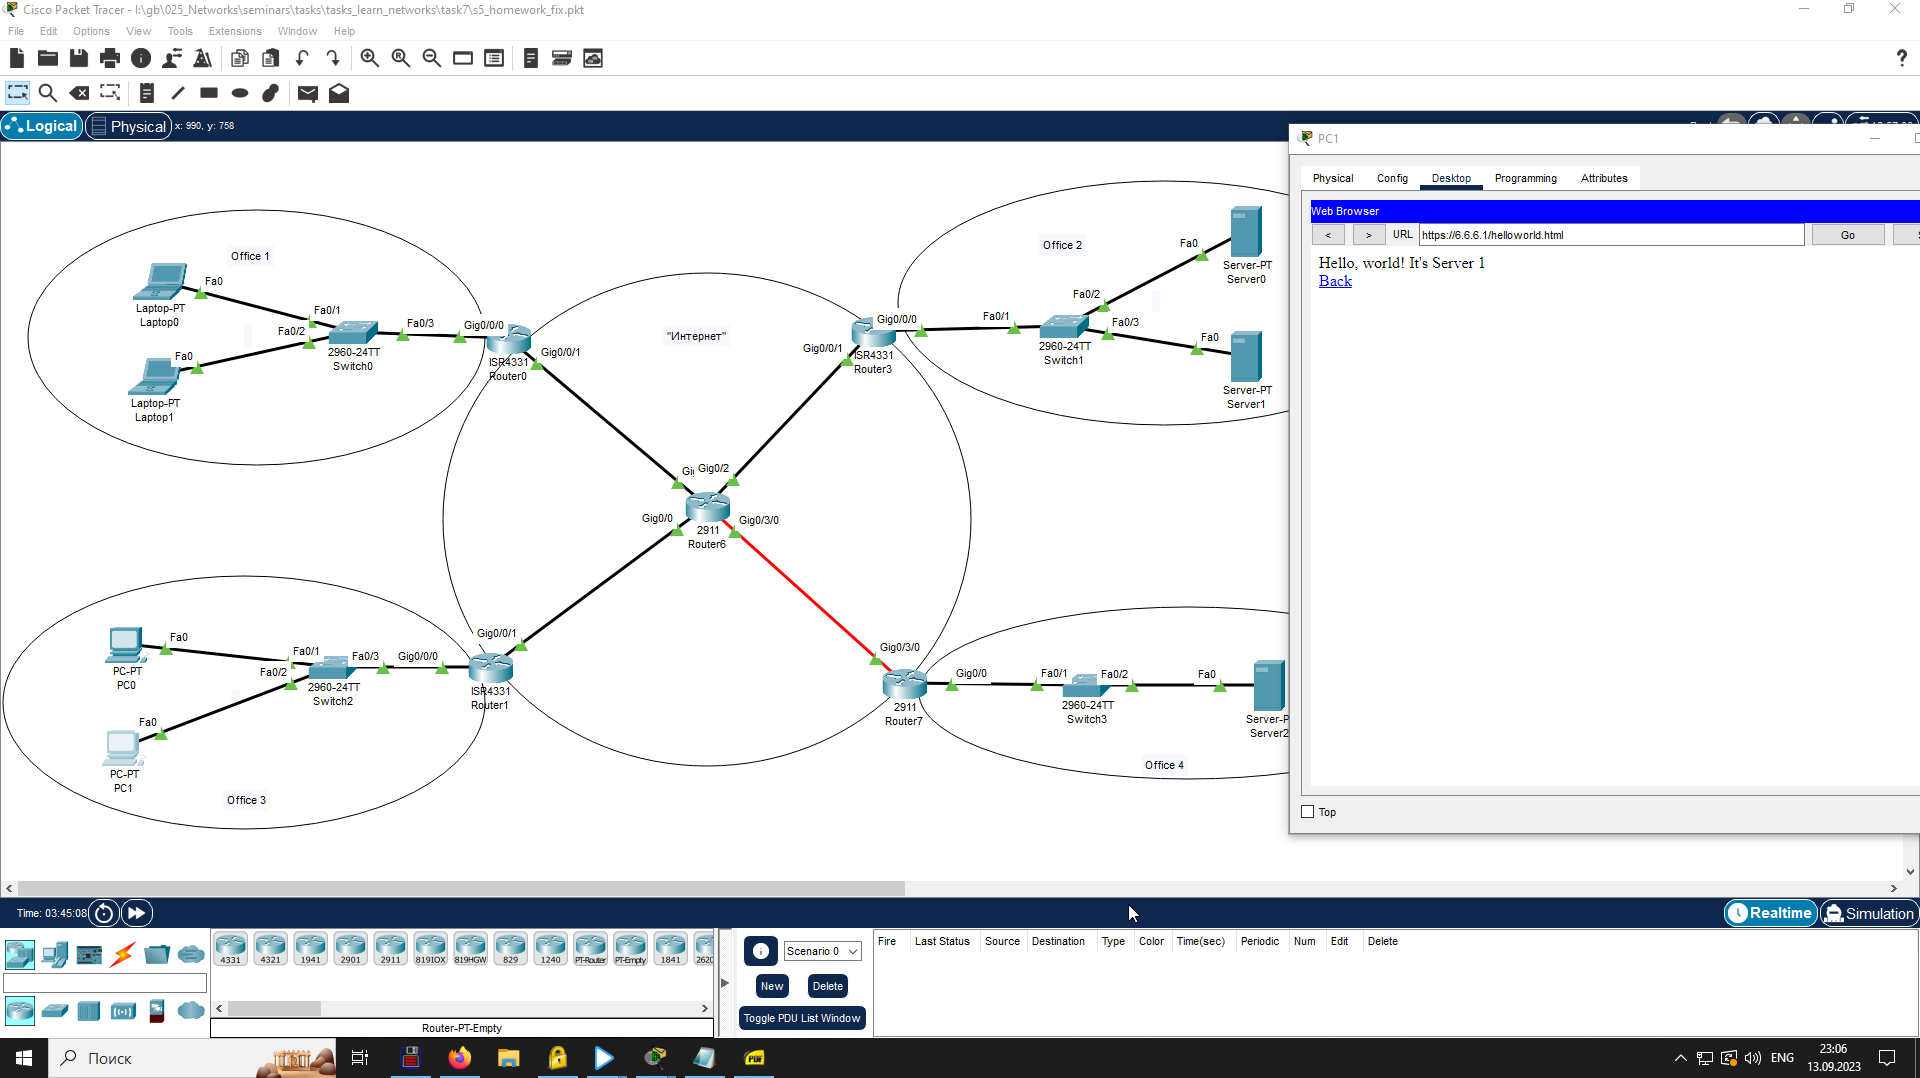 Cisco Packet Tracer - I:\gb\025_Networks\seminars\tasks\tasks_learn_networks\task7\s5_homework_fix.pkt
File Edit Options View Tools Extensions Window Help
Logical Physical x: 990, y: 758
PC1
Physical Config Desktop Programming Attributes
Web Browser
< > URL https://6.6.6.1/helloworld.html Go
Hello, world! It's Server 1
Back
Top
Office 1
Fa0
Laptop-PT
Laptop0
Fa0/1
Fa0/2
Fa0/3
Fa0
Laptop-PT
Laptop1
2960-24TT
Switch0
Gig0/0/0
Gig0/0/1
ISR4331
Router0
"Интернет"
Gig0/0/0
Gig0/0/1
ISR4331
Router3
Office 2
Fa0/1
Fa0/2
Fa0/3
2960-24TT
Switch1
Fa0
Server-PT
Server0
Fa0
Server-PT
Server1
Gig0/2
Gig0/0
Gig0/3/0
2911
Router6
Fa0
PC-PT
PC0
Fa0/1
Fa0/2
Fa0/3
2960-24TT
Switch2
Fa0
PC-PT
PC1
Office 3
Gig0/0/0
Gig0/0/1
ISR4331
Router1
Gig0/3/0
Gig0/0
2911
Router7
Fa0/1
Fa0/2
2960-24TT
Switch3
Fa0
Server-P
Server2
Office 4
Time: 03:45:08
Realtime Simulation
4331 4321 1941 2901 2911 819IOX 819HGW 829 1240 PT-Router PT-Empty 1841 2620
Router-PT-Empty
Scenario 0
New Delete
Toggle PDU List Window
Fire Last Status Source Destination Type Color Time(sec) Periodic Num Edit Delete
Поиск
PDF
ENG
23:06
13.09.2023